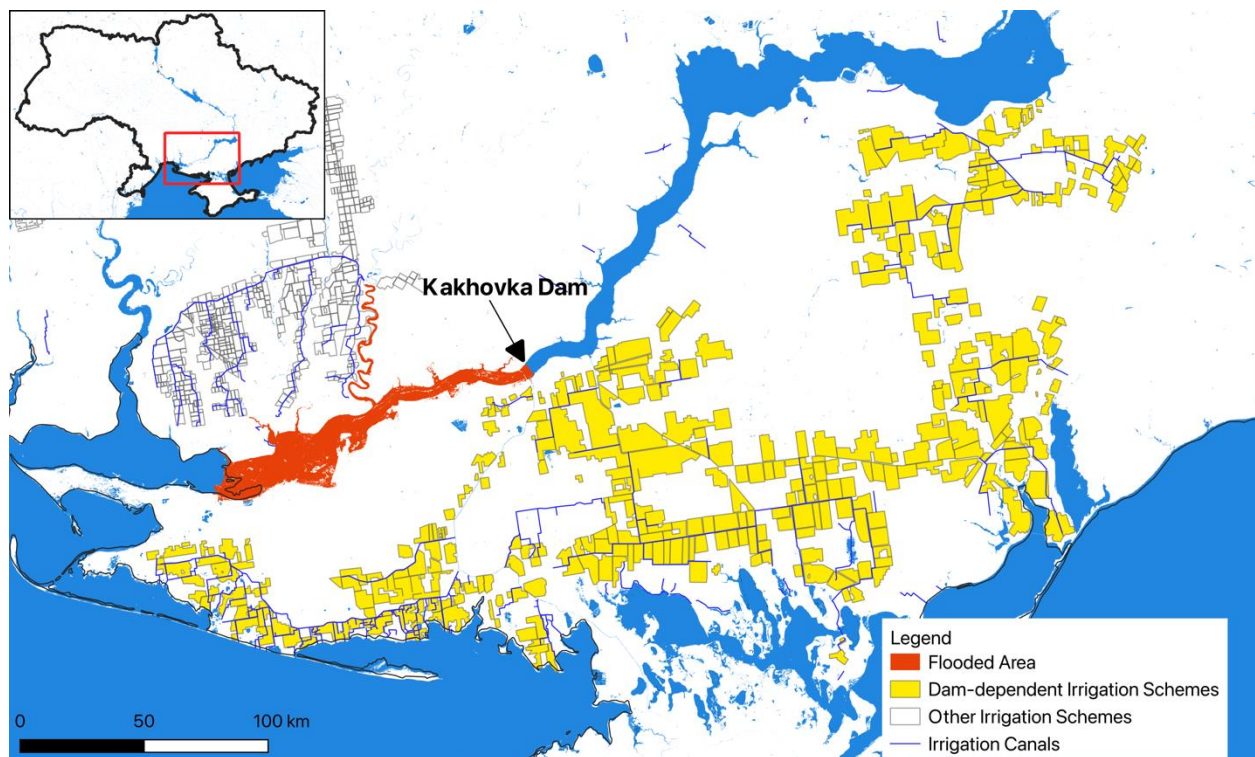 Kakhovka Dam
Legend
Flooded Area
Dam-dependent Irrigation Schemes
Other Irrigation Schemes
Irrigation Canals
0 50 100 km